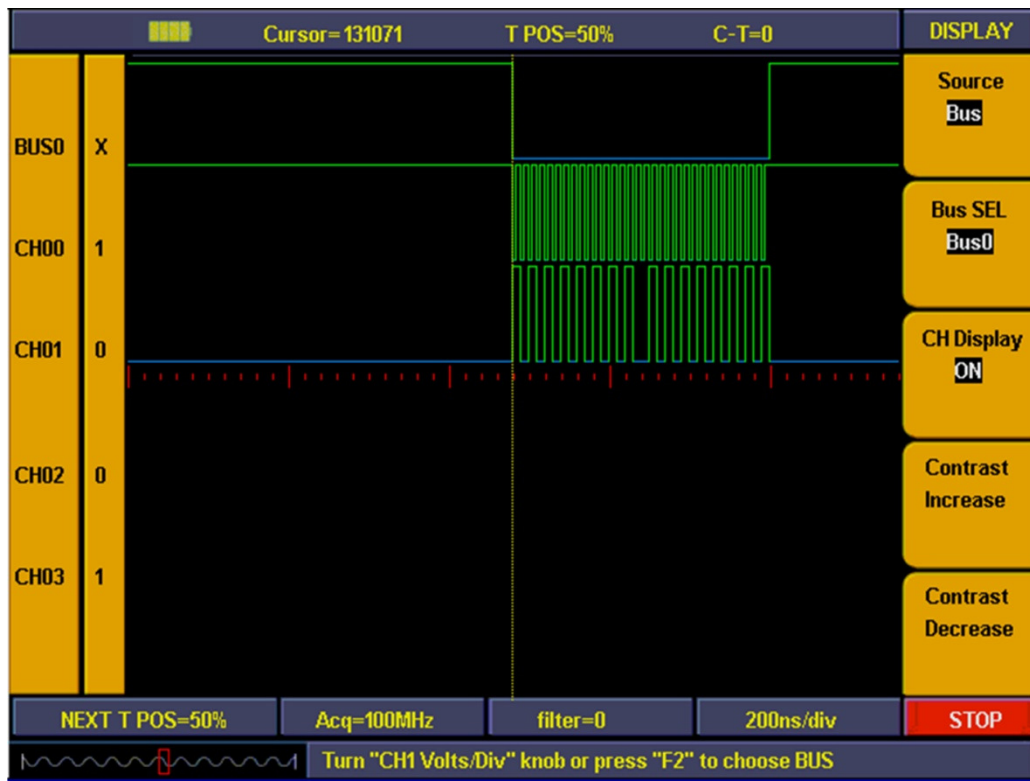 Cursor=131071 T POS=50% C-T=0 DISPLAY
Source
Bus
BUS0 X
Bus SEL
Bus0
CH00 1
CH Display
ON
CH01 0
Contrast
Increase
CH02 0
CH03 1
Contrast
Decrease
NEXT T POS=50% Acq=100MHz filter=0 200ns/div STOP
Turn "CH1 Volts/Div" knob or press "F2" to choose BUS